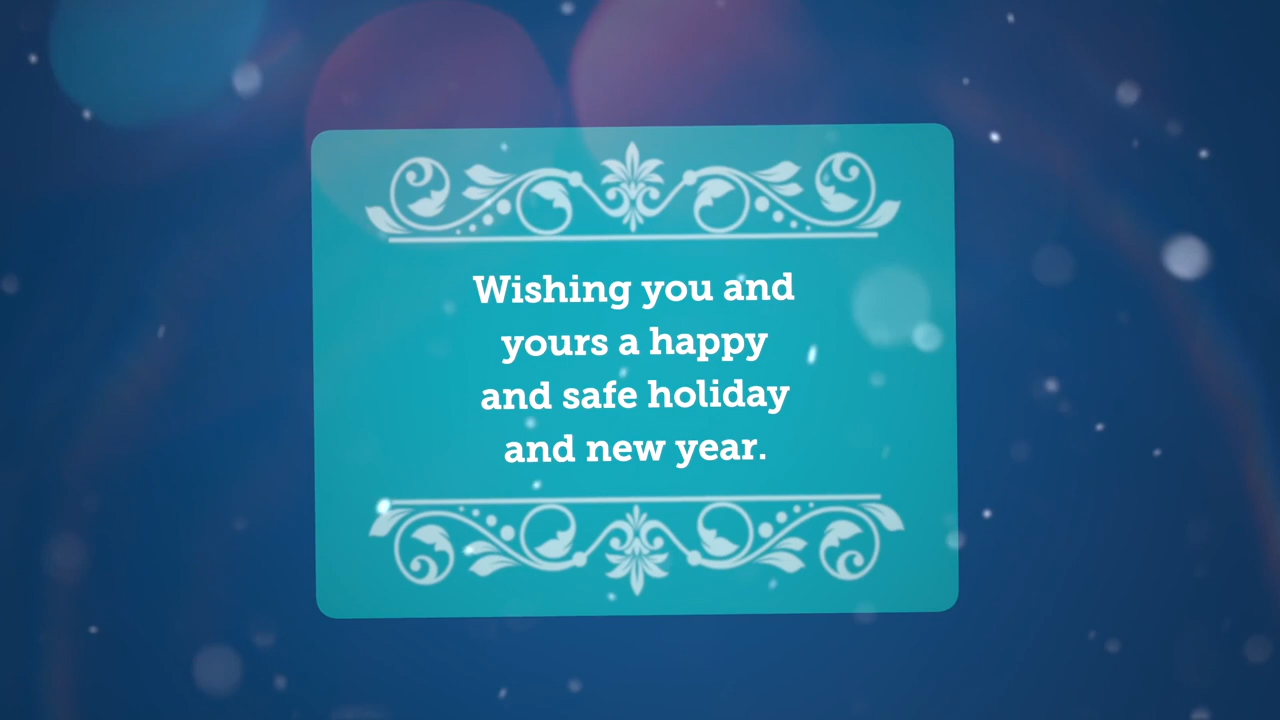 Wishing you and
yours a happy
and safe holiday
and new year.